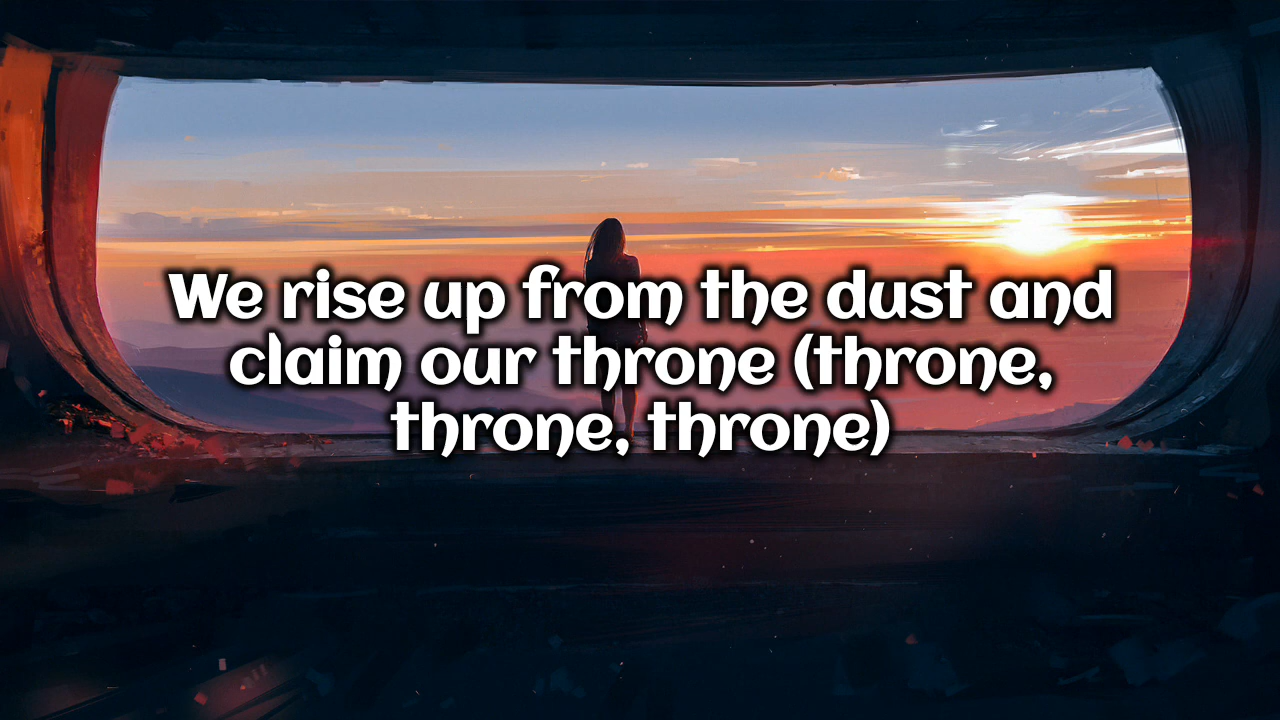 We rise up from the dust and
claim our throne (throne,
throne, throne)